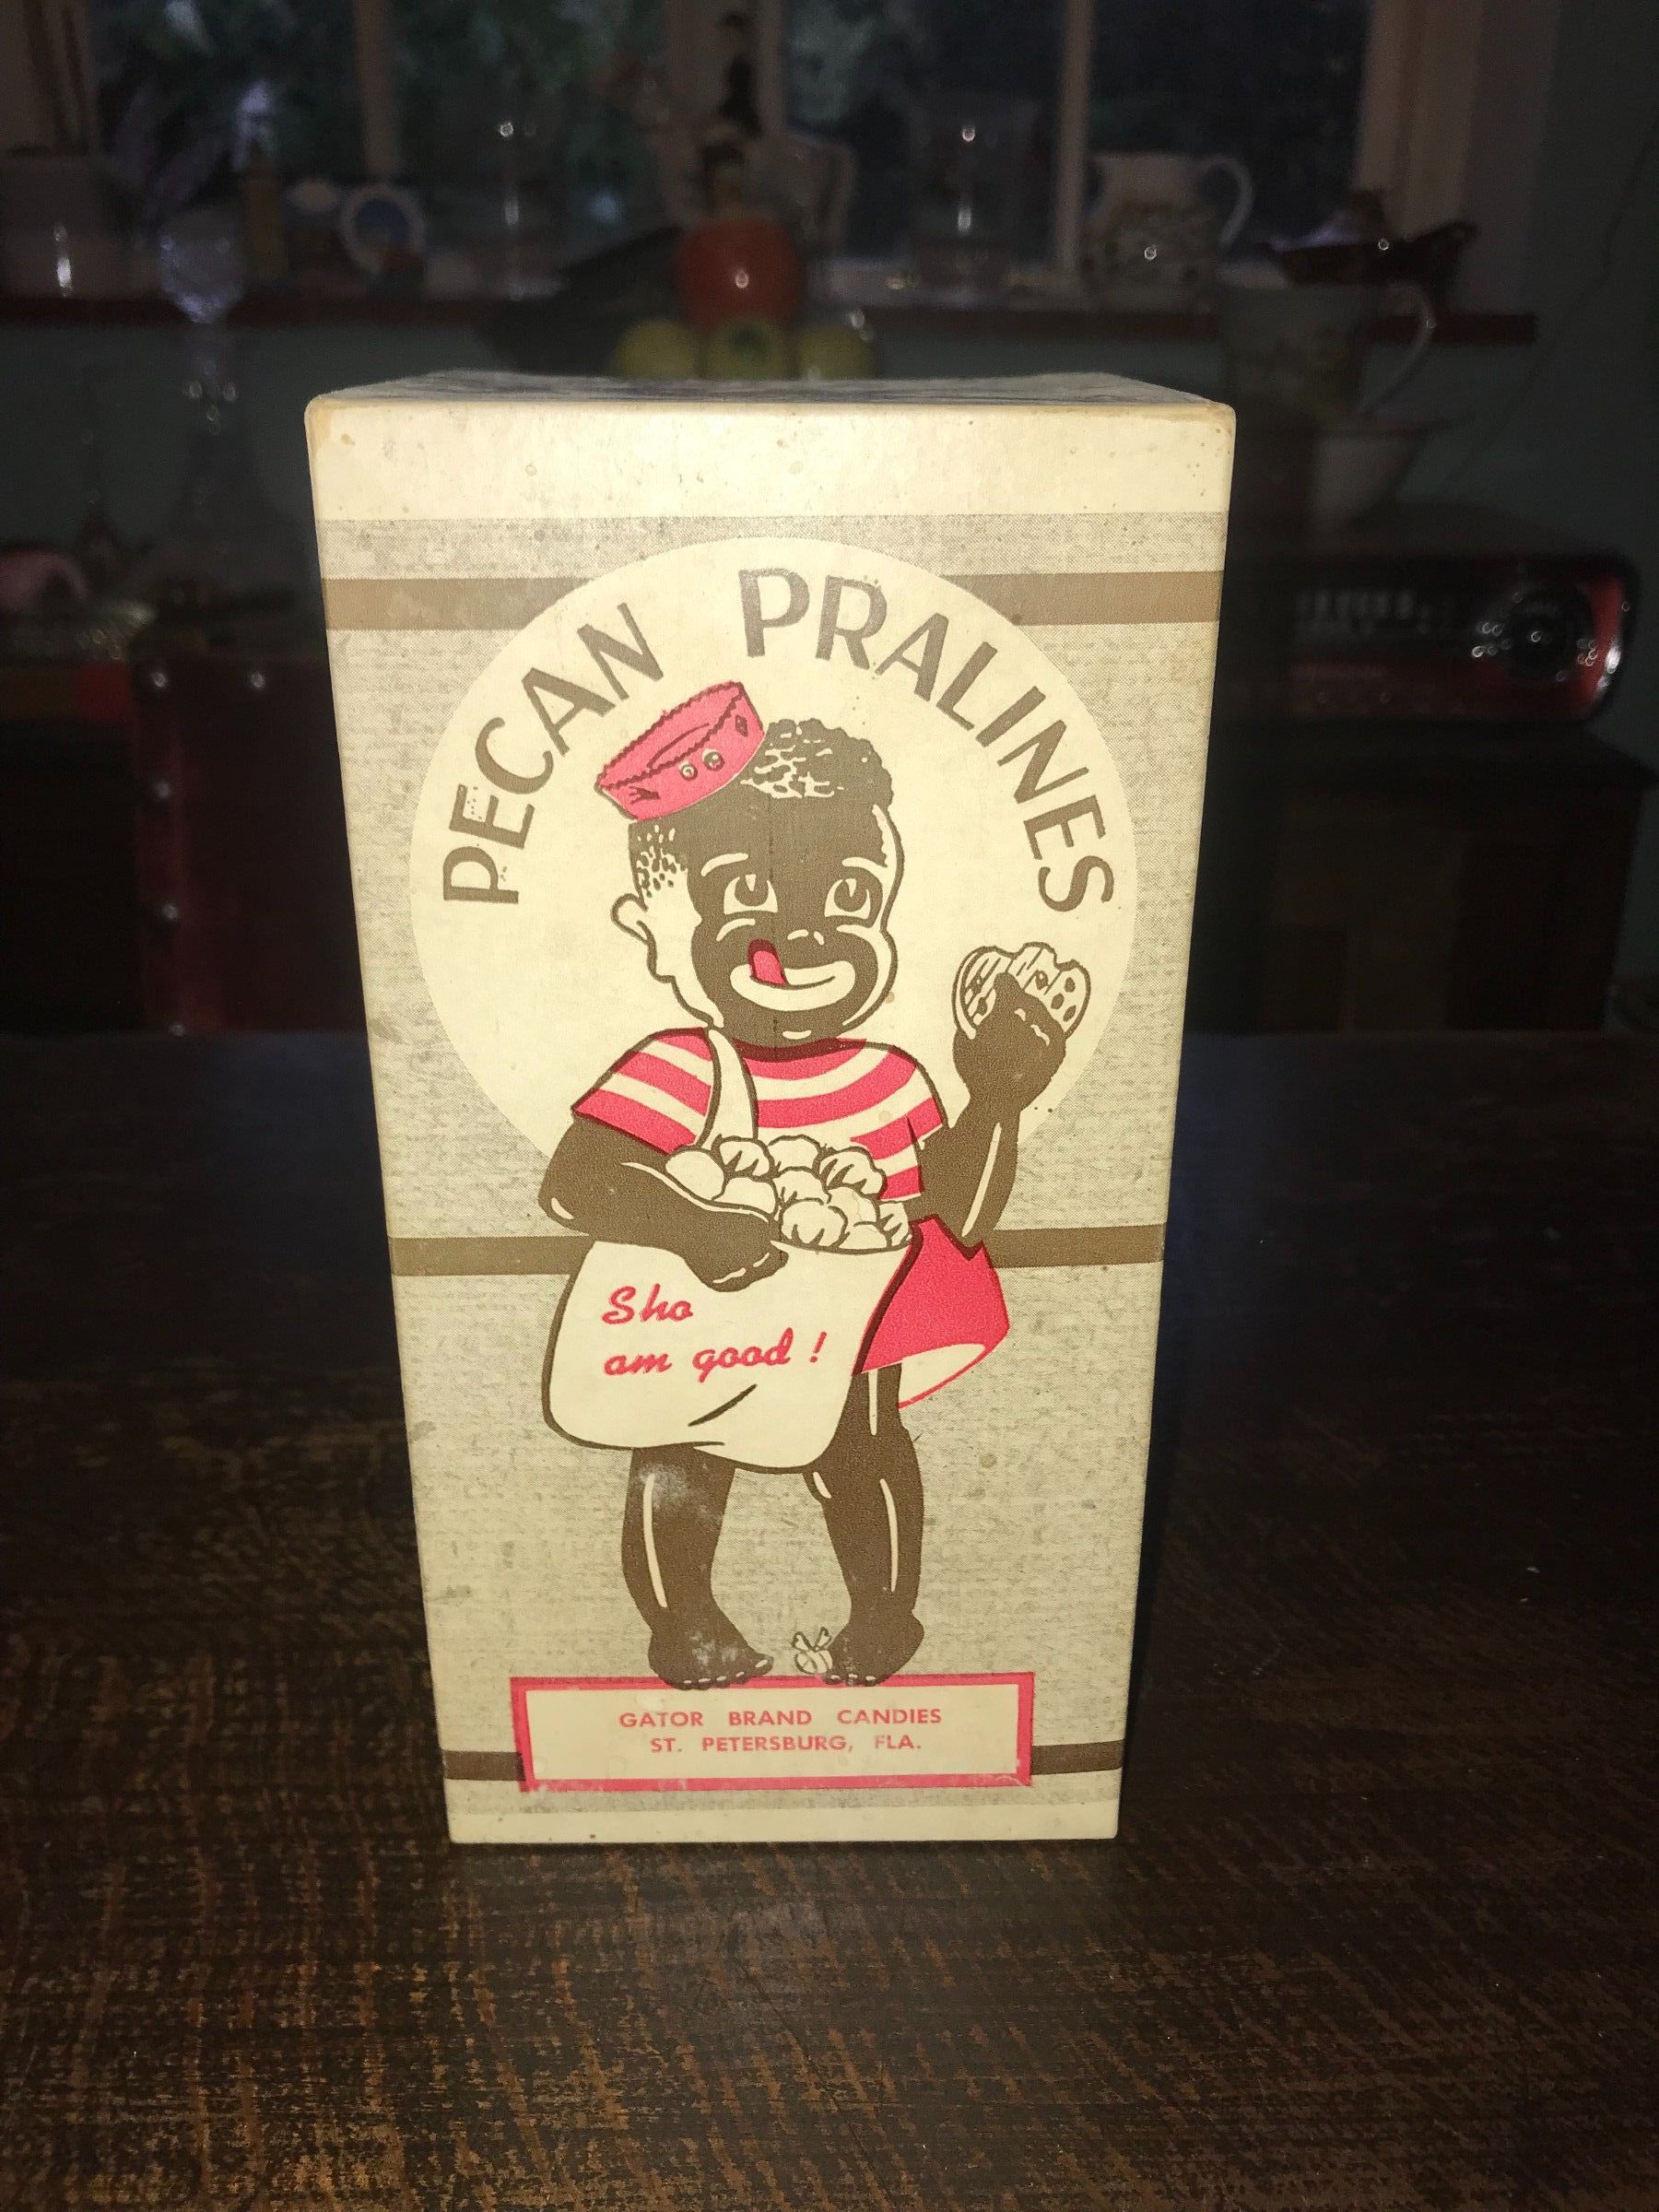 PECAN PRALINES
Sho
am good!
GATOR BRAND CANDIES
ST. PETERSBURG, FLA.